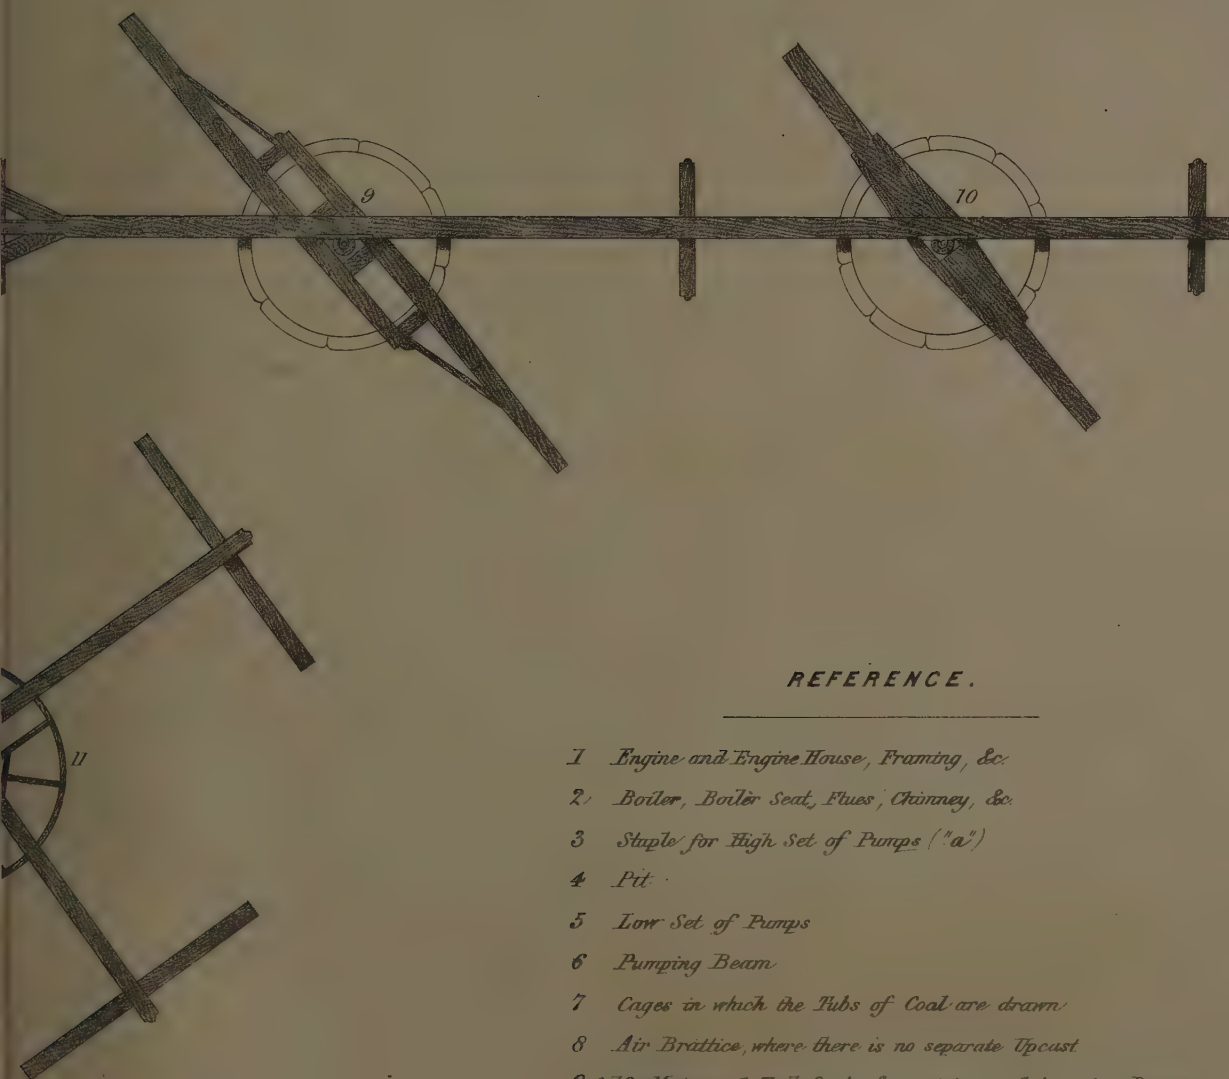 9
10
11
REFERENCE.
1 Engine and Engine House, Framing, &c.
2 Boiler, Boiler Seat, Flues, Chimney, &c.
3 Staple for High Set of Pumps ("a")
4 Pit
5 Low Set of Pumps
6 Pumping Beam
7 Cages in which the Tubs of Coal are drawn
8 Air Brattice, where there is no separate Upcast